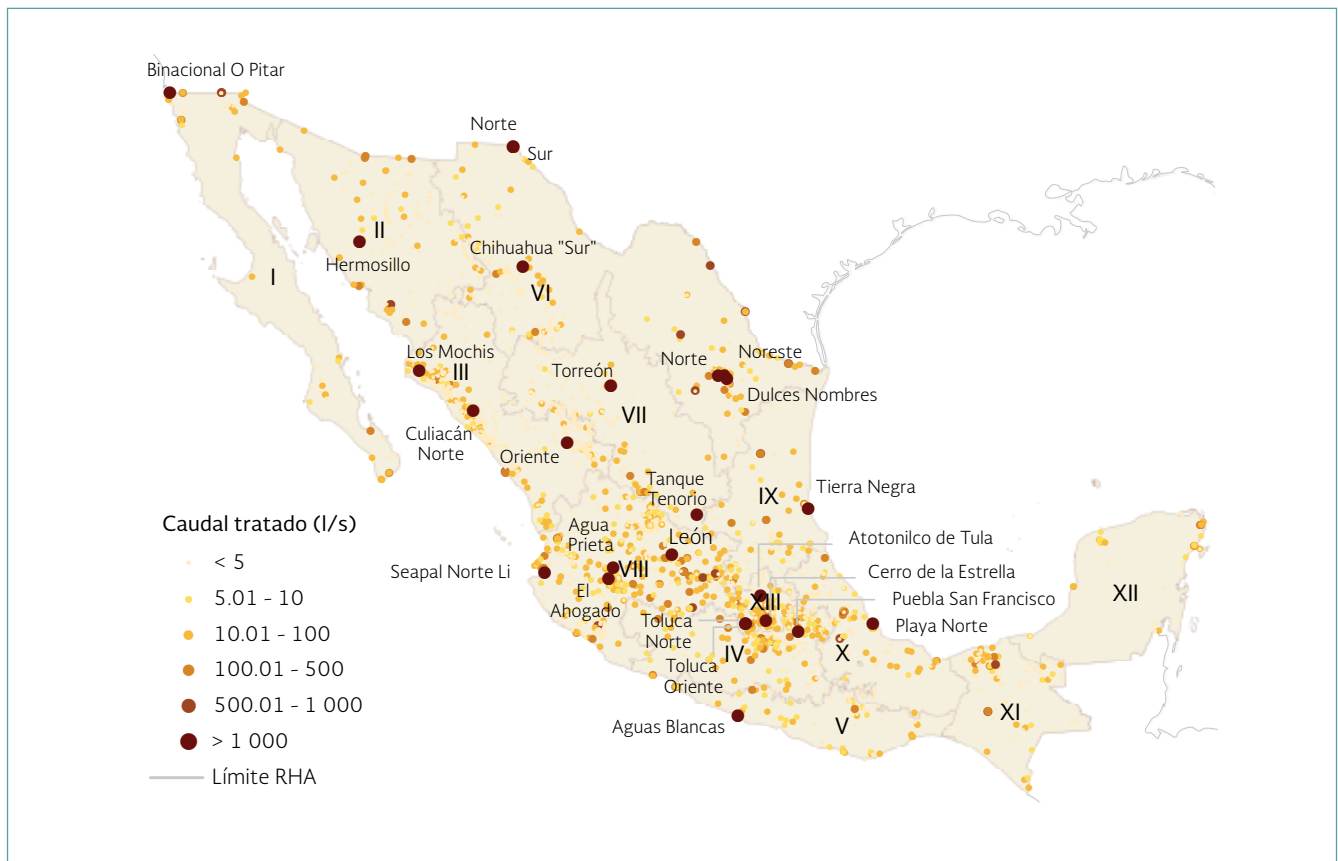 Binacional O Pitar
Norte
Sur
II
Hermosillo
Chihuahua "Sur"
I
VI
Los Mochis
III
Torreón
Norte
Noreste
Dulces Nombres
VII
Culiacán
Norte
Oriente
Tanque
Tenorio
IX
Tierra Negra
Caudal tratado (l/s)
< 5
5.01 - 10
10.01 - 100
100.01 - 500
500.01 - 1 000
> 1 000
Límite RHA
Agua
Prieta
León
Atotonilco de Tula
Seapal Norte Li
VIII
Cerro de la Estrella
El
Ahogado
XIII
Puebla San Francisco
XII
Toluca
Norte
Playa Norte
IV
X
Toluca
Oriente
XI
Aguas Blancas
V